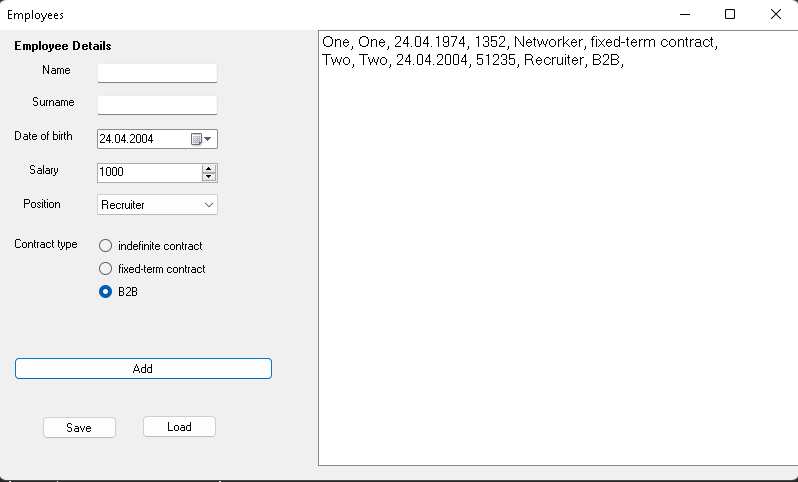 Employees
Employee Details
Name
Surname
Date of birth 24.04.2004
Salary 1000
Position Recruiter
Contract type indefinite contract
fixed-term contract
B2B
Add
Save Load
One, One, 24.04.1974, 1352, Networker, fixed-term contract,
Two, Two, 24.04.2004, 51235, Recruiter, B2B,